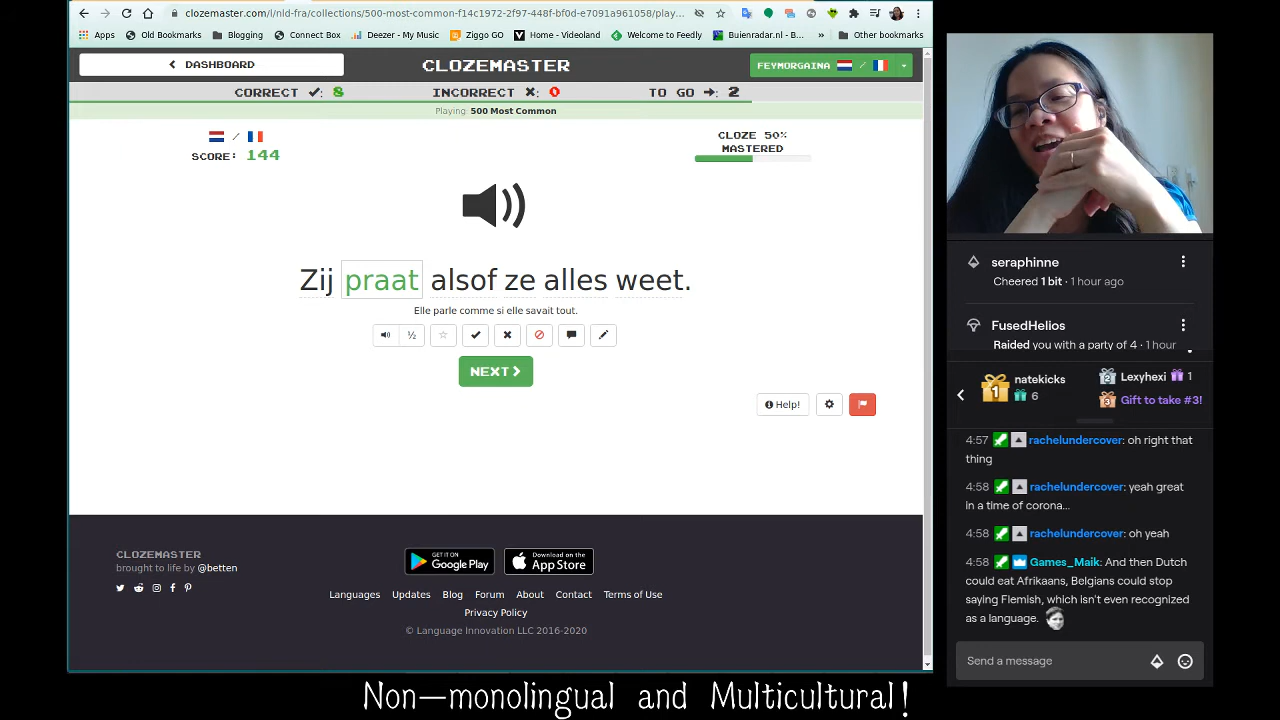 clozemaster.com/l/nld-fra/collections/500-most-common-f14c1972-2f97-448f-bf0d-e7091a961058/play...
Apps Old Bookmarks Blogging Connect Box Deezer - My Music Ziggo GO Home - Videoland Welcome to Feedly Buienradar.nl - B... » Other bookmarks
DASHBOARD
CLOZEMASTER
FEYMORGAINA /
CORRECT ✔: 8 INCORRECT ✖: 0 TO GO ➔: 2
Playing: 500 Most Common
/
SCORE: 144
CLOZE 50%
MASTERED
Zij praat alsof ze alles weet.
Elle parle comme si elle savait tout.
½
NEXT
Help!
CLOZEMASTER
brought to life by @betten
GET IT ON
Google Play
Download on the
App Store
Languages Updates Blog Forum About Contact Terms of Use
Privacy Policy
© Language Innovation LLC 2016-2020
seraphinne
Cheered 1 bit · 1 hour ago
FusedHelios
Raided you with a party of 4 · 1 hour
1 natekicks
6
2 Lexyhexi 1
3 Gift to take #3!
4:57 rachelundercover: oh right that
thing
4:58 rachelundercover: yeah great
in a time of corona...
4:58 rachelundercover: oh yeah
4:58 Games_Maik: And then Dutch
could eat Afrikaans, Belgians could stop
saying Flemish, which isn't even recognized
as a language.
Send a message
Non-monolingual and Multicultural!